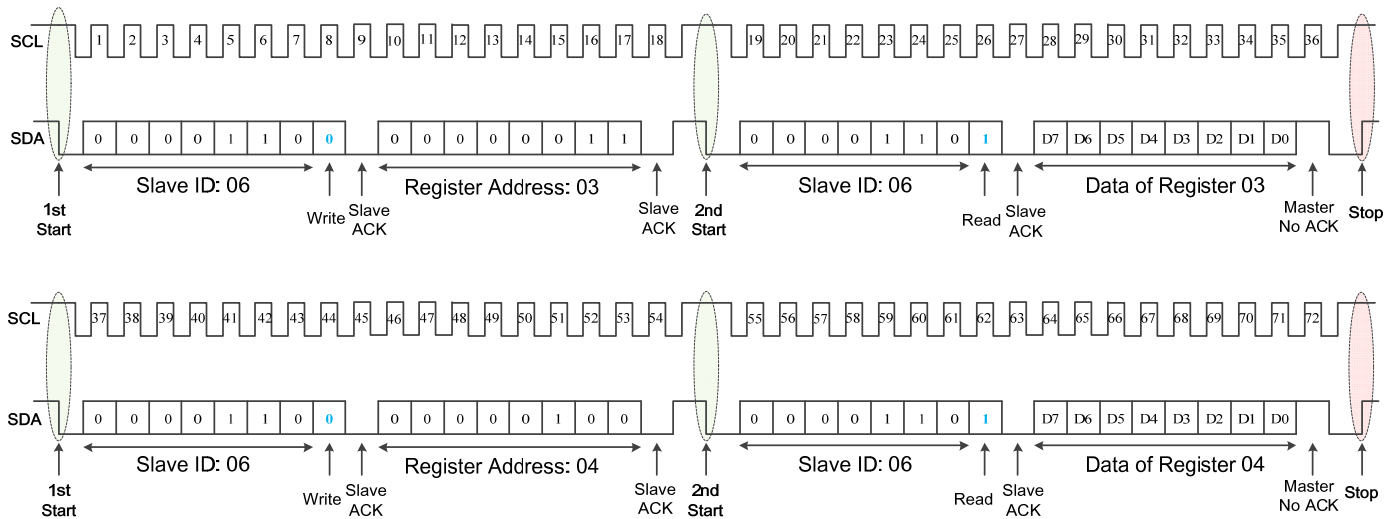 SCL 1 2 3 4 5 6 7 8 9 10 11 12 13 14 15 16 17 18 19 20 21 22 23 24 25 26 27 28 29 30 31 32 33 34 35 36
SDA 0 0 0 0 1 1 0 0 0 0 0 0 0 0 1 1 0 0 0 0 1 1 0 1 D7 D6 D5 D4 D3 D2 D1 D0
Slave ID: 06 Register Address: 03 Slave ID: 06 Data of Register 03
1st Start Write Slave ACK Slave ACK 2nd Start Read Slave ACK Master No ACK Stop
SCL 37 38 39 40 41 42 43 44 45 46 47 48 49 50 51 52 53 54 55 56 57 58 59 60 61 62 63 64 65 66 67 68 69 70 71 72
SDA 0 0 0 0 1 1 0 0 0 0 0 0 0 1 0 0 0 0 0 0 1 1 0 1 D7 D6 D5 D4 D3 D2 D1 D0
Slave ID: 06 Register Address: 04 Slave ID: 06 Data of Register 04
1st Start Write Slave ACK Slave ACK 2nd Start Read Slave ACK Master No ACK Stop